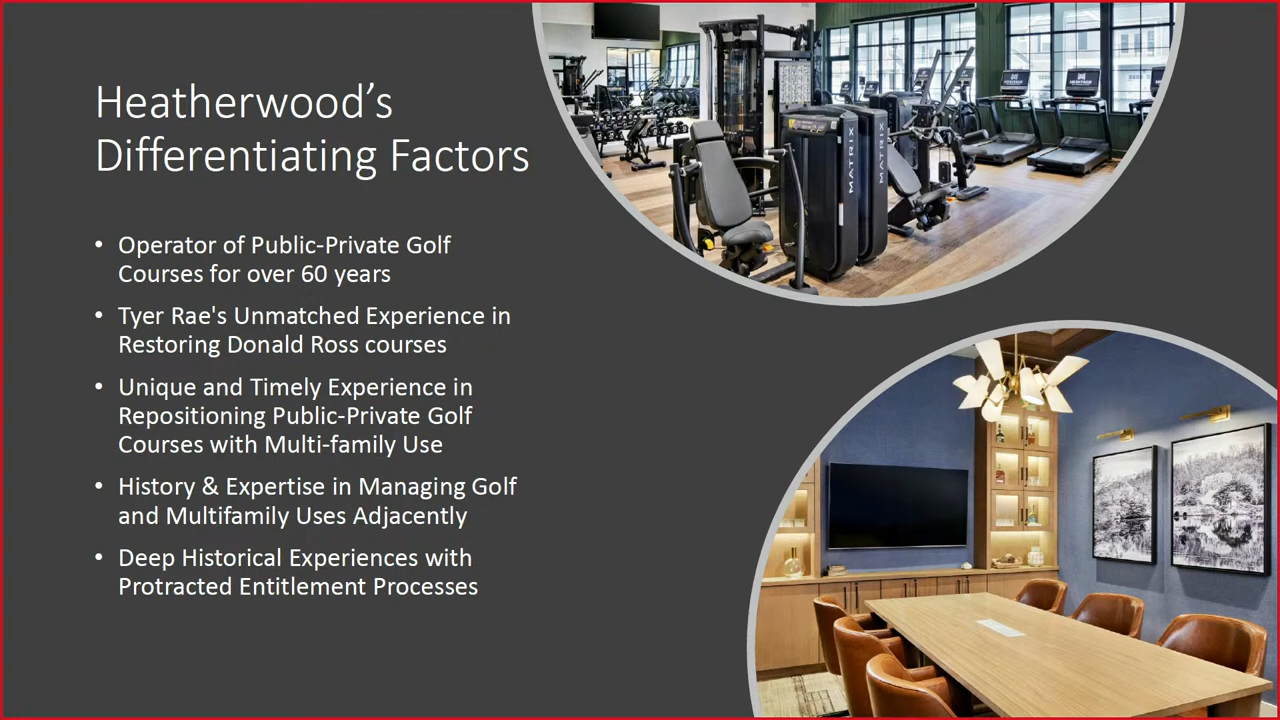 Heatherwood’s
Differentiating Factors
• Operator of Public-Private Golf
Courses for over 60 years
• Tyer Rae's Unmatched Experience in
Restoring Donald Ross courses
• Unique and Timely Experience in
Repositioning Public-Private Golf
Courses with Multi-family Use
• History & Expertise in Managing Golf
and Multifamily Uses Adjacently
• Deep Historical Experiences with
Protracted Entitlement Processes
MATRIX
MATRIX